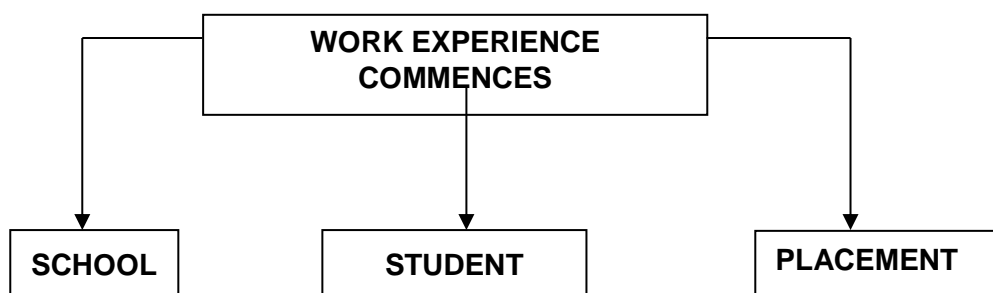 WORK EXPERIENCE
COMMENCES
SCHOOL
STUDENT
PLACEMENT